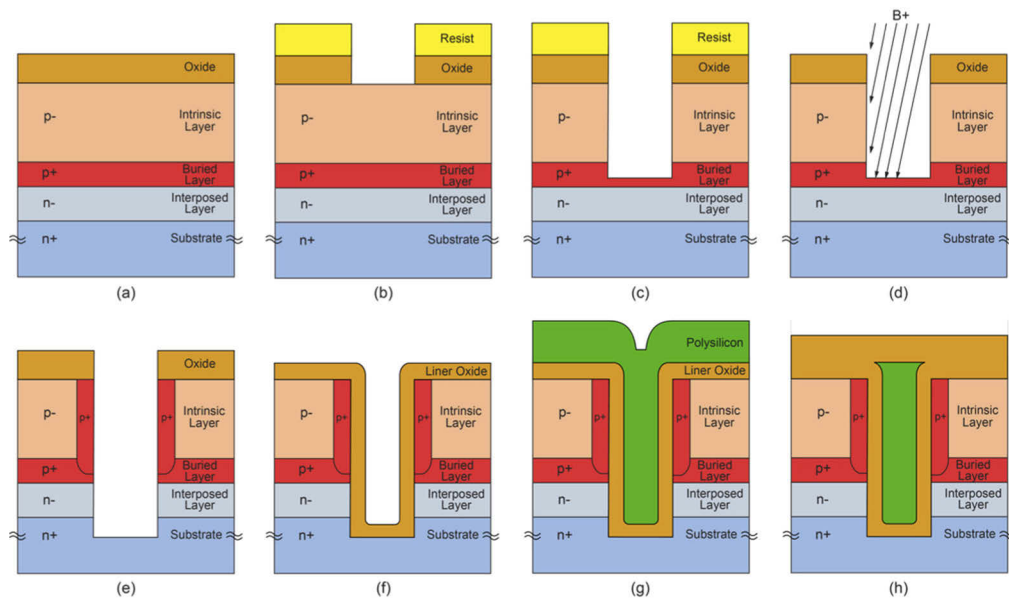 Oxide
p-
Intrinsic
Layer
p+
Buried
Layer
n-
Interposed
Layer
n+
Substrate
(a)
Resist
Oxide
p-
Intrinsic
Layer
p+
Buried
Layer
n-
Interposed
Layer
n+
Substrate
(b)
Resist
Oxide
p-
Intrinsic
Layer
p+
Buried
Layer
n-
Interposed
Layer
n+
Substrate
(c)
B+
Oxide
p-
Intrinsic
Layer
p+
Buried
Layer
n-
Interposed
Layer
n+
Substrate
(d)
Oxide
p-
p+
p+
Intrinsic
Layer
p+
Buried
Layer
n-
Interposed
Layer
n+
Substrate
(e)
Liner Oxide
p-
p+
p+
Intrinsic
Layer
p+
Buried
Layer
n-
Interposed
Layer
n+
Substrate
(f)
Polysilicon
Liner Oxide
p-
p+
p+
Intrinsic
Layer
p+
Buried
Layer
n-
Interposed
Layer
n+
Substrate
(g)
p-
p+
p+
Intrinsic
Layer
p+
Buried
Layer
n-
Interposed
Layer
n+
Substrate
(h)